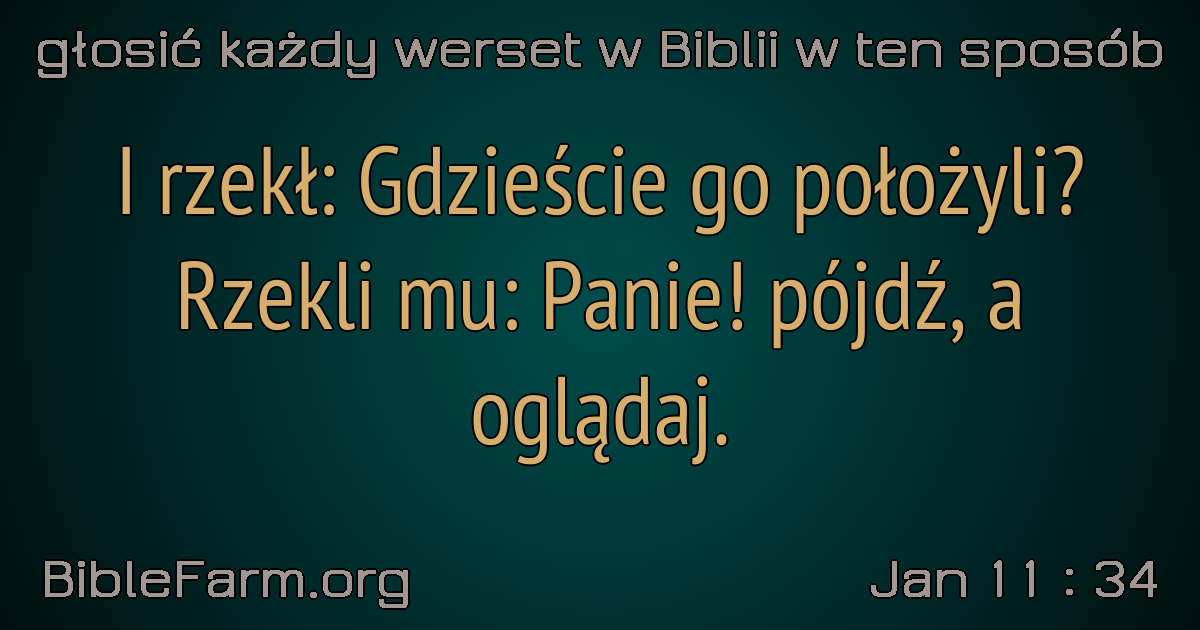 głosić każdy werset w Biblii w ten sposób
I rzekł: Gdzieście go położyli?
Rzekli mu: Panie! pójdź, a
oglądaj.
BibleFarm.org
Jan 11 : 34